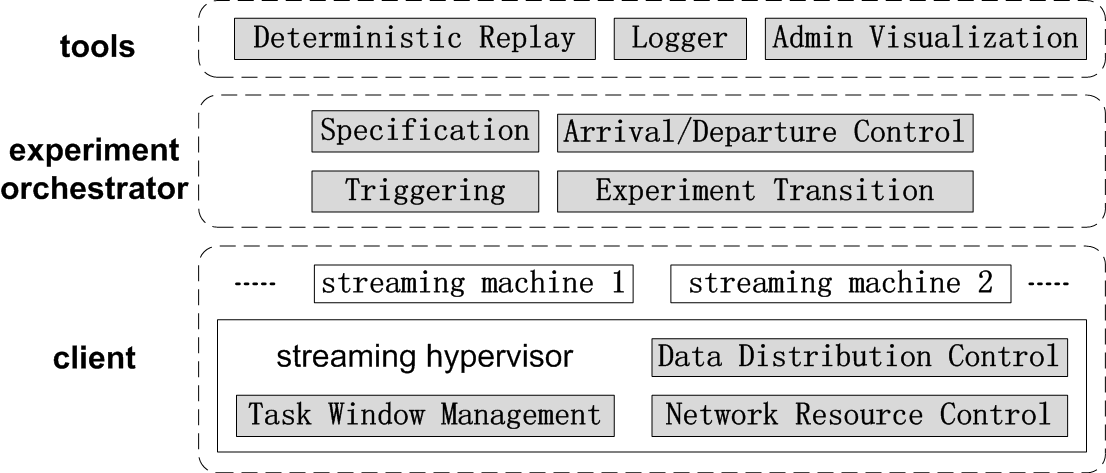 tools
Deterministic Replay
Logger
Admin Visualization
experiment
orchestrator
Specification
Arrival/Departure Control
Triggering
Experiment Transition
client
streaming machine 1
streaming machine 2
streaming hypervisor
Data Distribution Control
Task Window Management
Network Resource Control